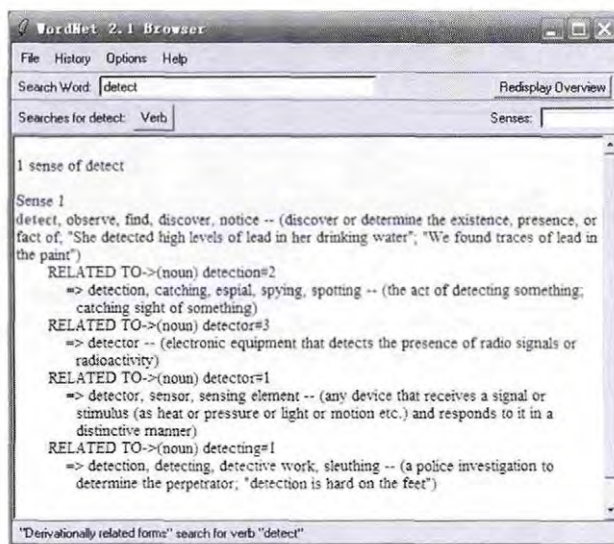 WordNet 2.1 Browser
File History Options Help
Search Word: detect Redisplay Overview
Searches for detect: Verb Senses:
1 sense of detect
Sense 1
detect, observe, find, discover, notice -- (discover or determine the existence, presence, or
fact of; "She detected high levels of lead in her drinking water"; "We found traces of lead in
the paint")
RELATED TO->(noun) detection#2
=> detection, catching, espial, spying, spotting -- (the act of detecting something;
catching sight of something)
RELATED TO->(noun) detector#3
=> detector -- (electronic equipment that detects the presence of radio signals or
radioactivity)
RELATED TO->(noun) detector#1
=> detector, sensor, sensing element -- (any device that receives a signal or
stimulus (as heat or pressure or light or motion etc.) and responds to it in a
distinctive manner)
RELATED TO->(noun) detecting#1
=> detection, detecting, detective work, sleuthing -- (a police investigation to
determine the perpetrator; "detection is hard on the feet")
"Derivationally related forms" search for verb "detect"